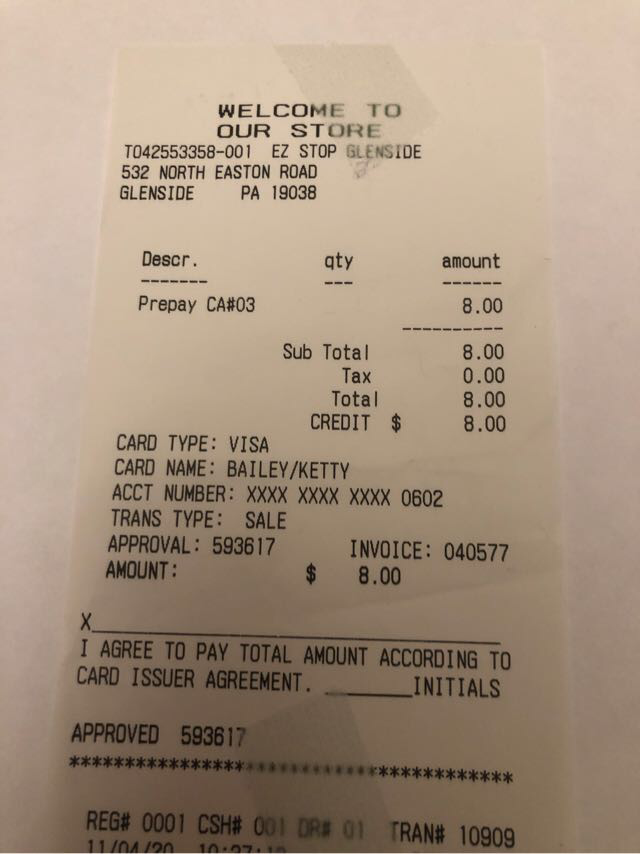 WELCOME TO
OUR STORE
T042553358-001 EZ STOP GLENSIDE
532 NORTH EASTON ROAD
GLENSIDE PA 19038
Descr. qty amount
------- --- ------
Prepay CA#03 8.00
----------
Sub Total 8.00
Tax 0.00
Total 8.00
CREDIT $ 8.00
CARD TYPE: VISA
CARD NAME: BAILEY/KETTY
ACCT NUMBER: XXXX XXXX XXXX 0602
TRANS TYPE: SALE
APPROVAL: 593617 INVOICE: 040577
AMOUNT: $ 8.00
X
I AGREE TO PAY TOTAL AMOUNT ACCORDING TO
CARD ISSUER AGREEMENT. _______INITIALS
APPROVED 593617
****************************************
REG# 0001 CSH# 001 DR# 01 TRAN# 10909
11/04/20